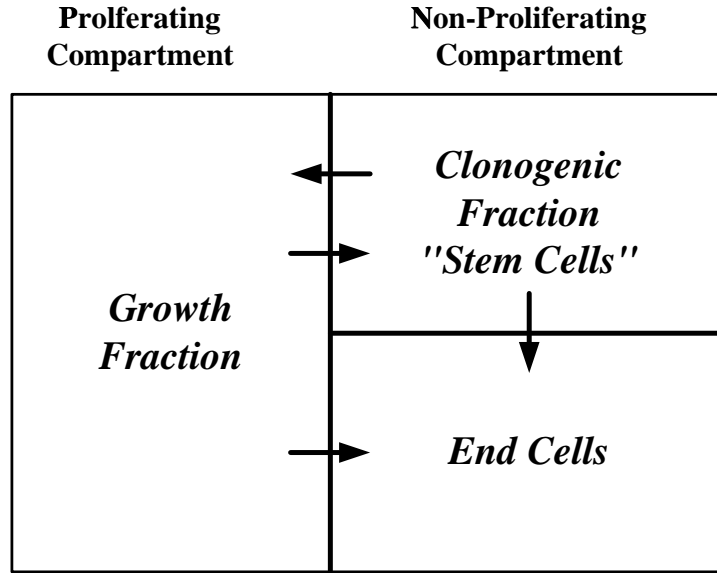 Prolferating
Compartment
Non-Proliferating
Compartment
Clonogenic
Fraction
"Stem Cells"
Growth
Fraction
End Cells